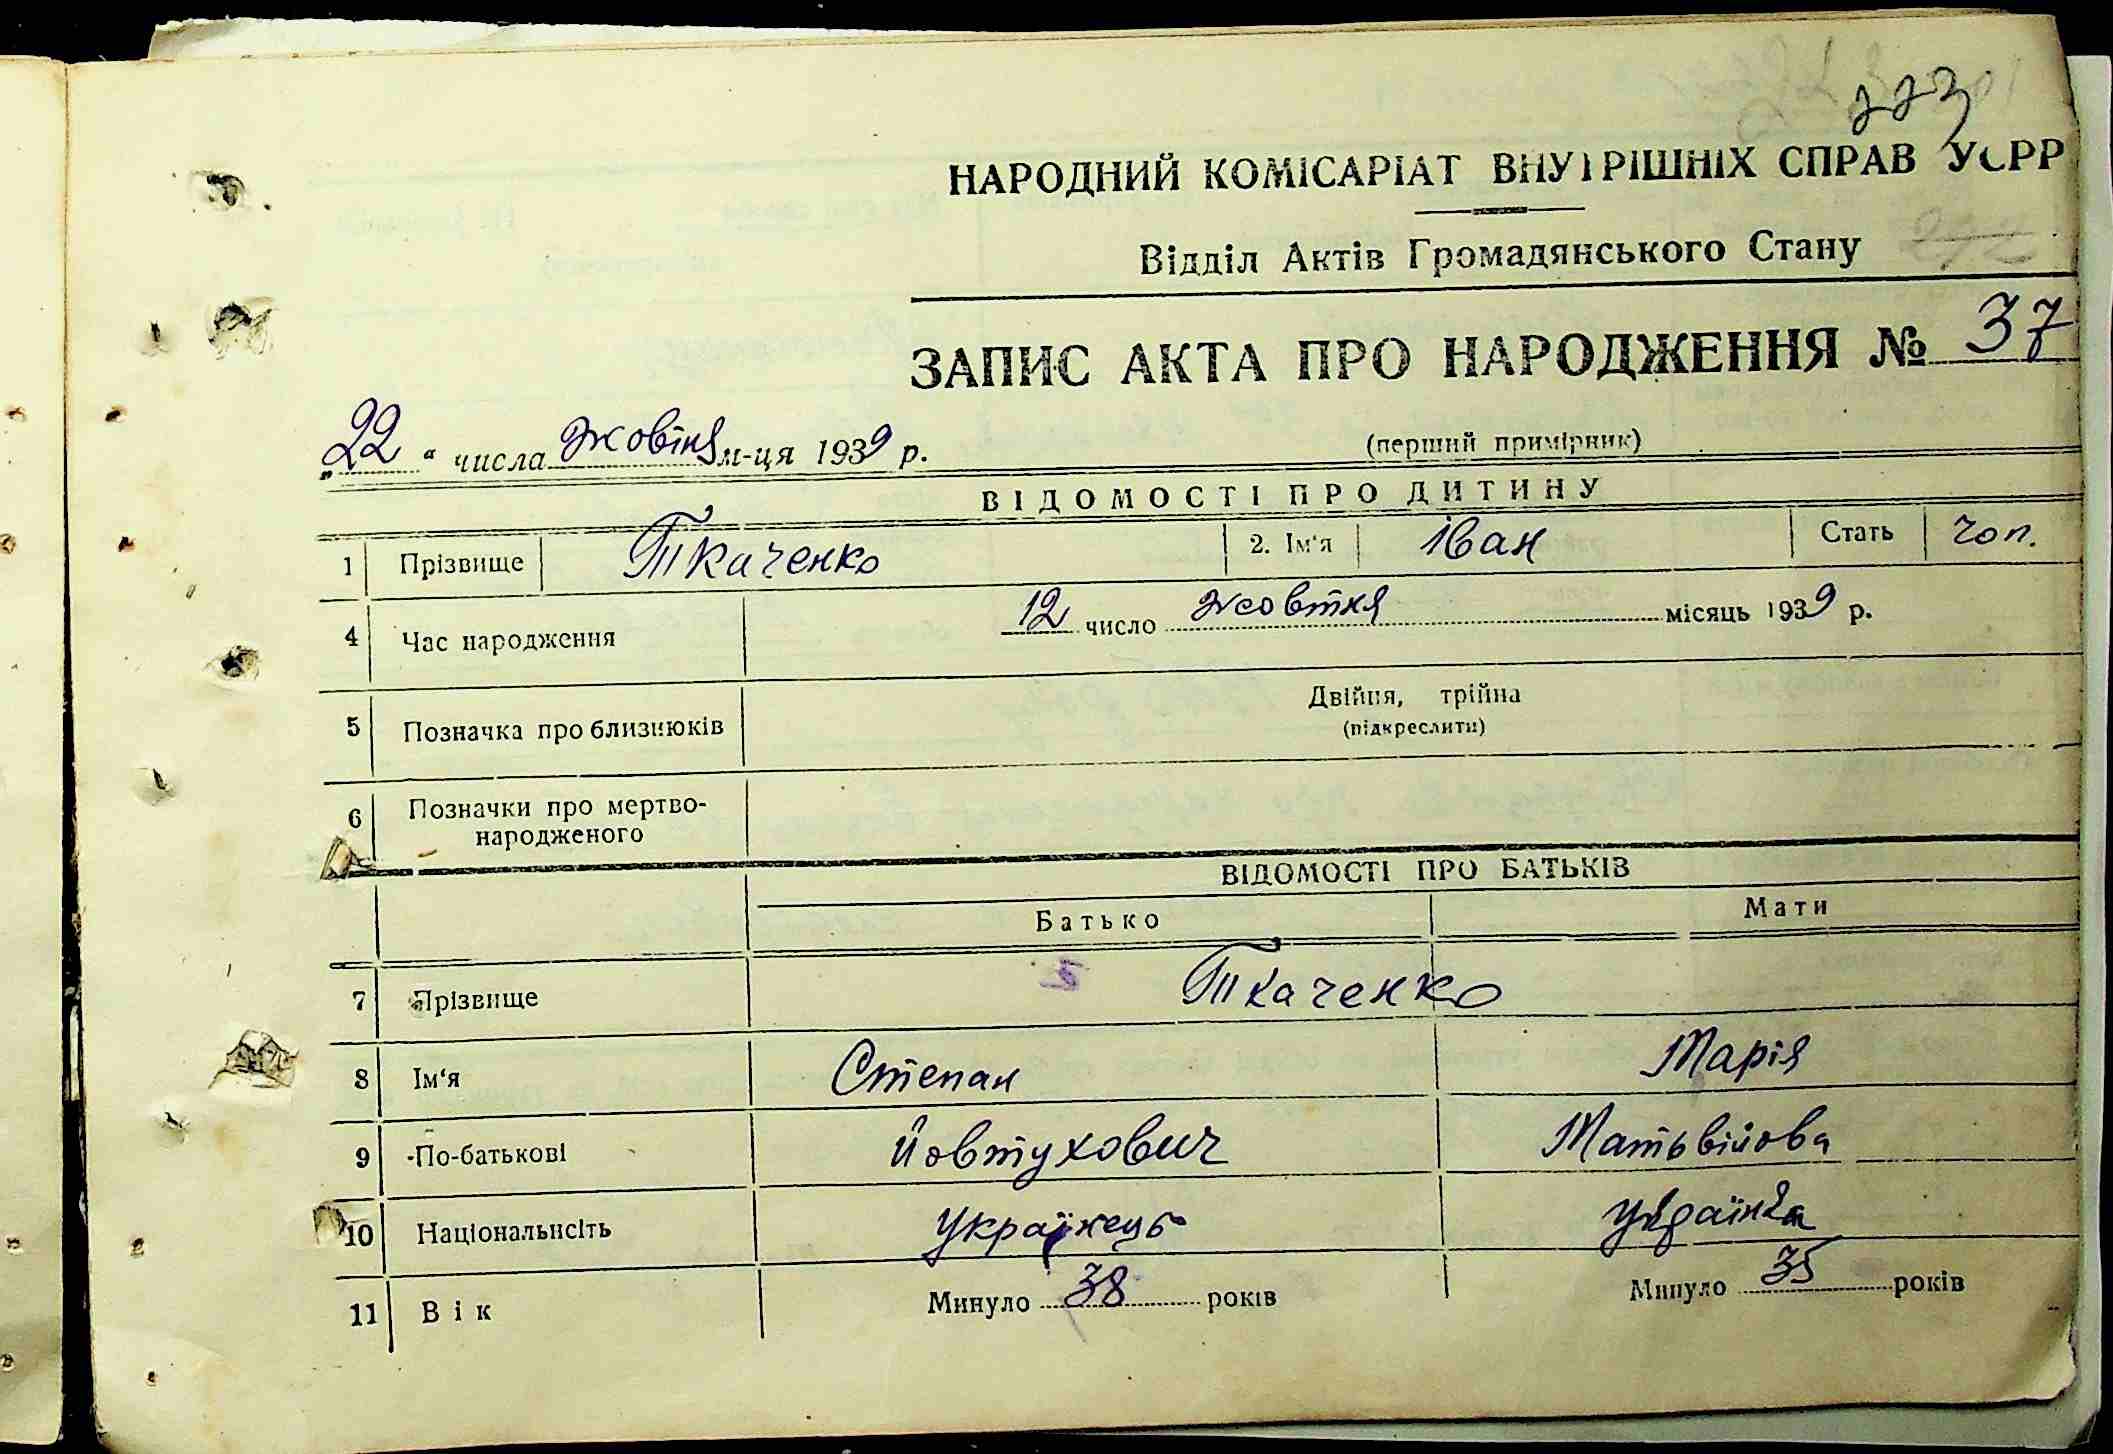 223
НАРОДНИЙ КОМІСАРІАТ ВНУТРІШНІХ СПРАВ УСРР
Відділ Актів Громадянського Стану
ЗАПИС АКТА ПРО НАРОДЖЕННЯ № 37
„22“ числа жовтня м-ця 1939 р. (перший примірник)
ВІДОМОСТІ ПРО ДИТИНУ
1 Прізвище Ткаченко 2. Ім‘я Іван Стать чол.
4 Час народження 12 число жовтня місяць 1939 р.
5 Позначка про близнюків Двійня, трійна
(підкреслити)
6 Позначки про мертво-
народженого
ВІДОМОСТІ ПРО БАТЬКІВ
Батько Мати
7 Прізвище Ткаченко
8 Ім‘я Степан Марія
9 По-батькові Йовтухович Матьвійовa
10 Національнсіть Українець Українка
11 Вік Минуло 38 років Минуло 35 років